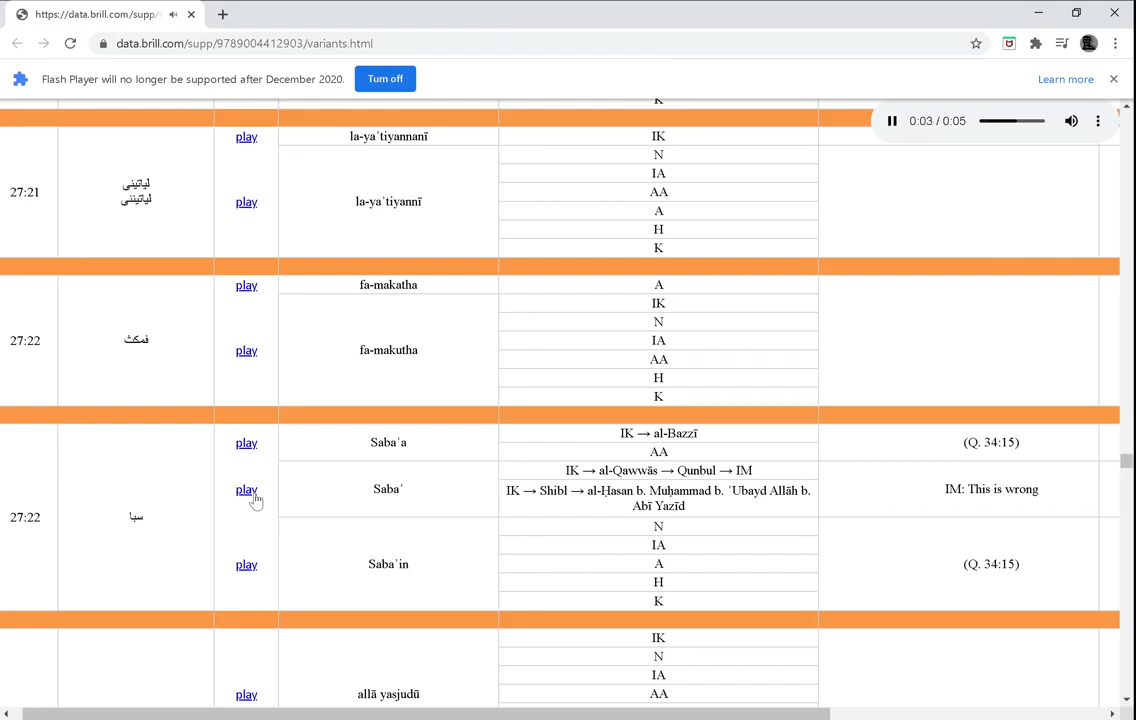 https://data.brill.com/supp/
data.brill.com/supp/9789004412903/variants.html
Flash Player will no longer be supported after December 2020.
Turn off
Learn more
K
0:03 / 0:05
27:21
لياتينى
لياتيننى
play
la-yaʾtiyannanī
IK
play
la-yaʾtiyannī
N
IA
AA
A
H
K
27:22
فمكث
play
fa-makatha
A
play
fa-makutha
IK
N
IA
AA
H
K
27:22
سبا
play
Sabaʾa
IK → al-Bazzī
AA
(Q. 34:15)
play
Sabaʾ
IK → al-Qawwās → Qunbul → IM
IK → Shibl → al-Ḥasan b. Muḥammad b. ʿUbayd Allāh b.
Abī Yazīd
IM: This is wrong
play
Sabaʾin
N
IA
A
H
K
(Q. 34:15)
play
allā yasjudū
IK
N
IA
AA